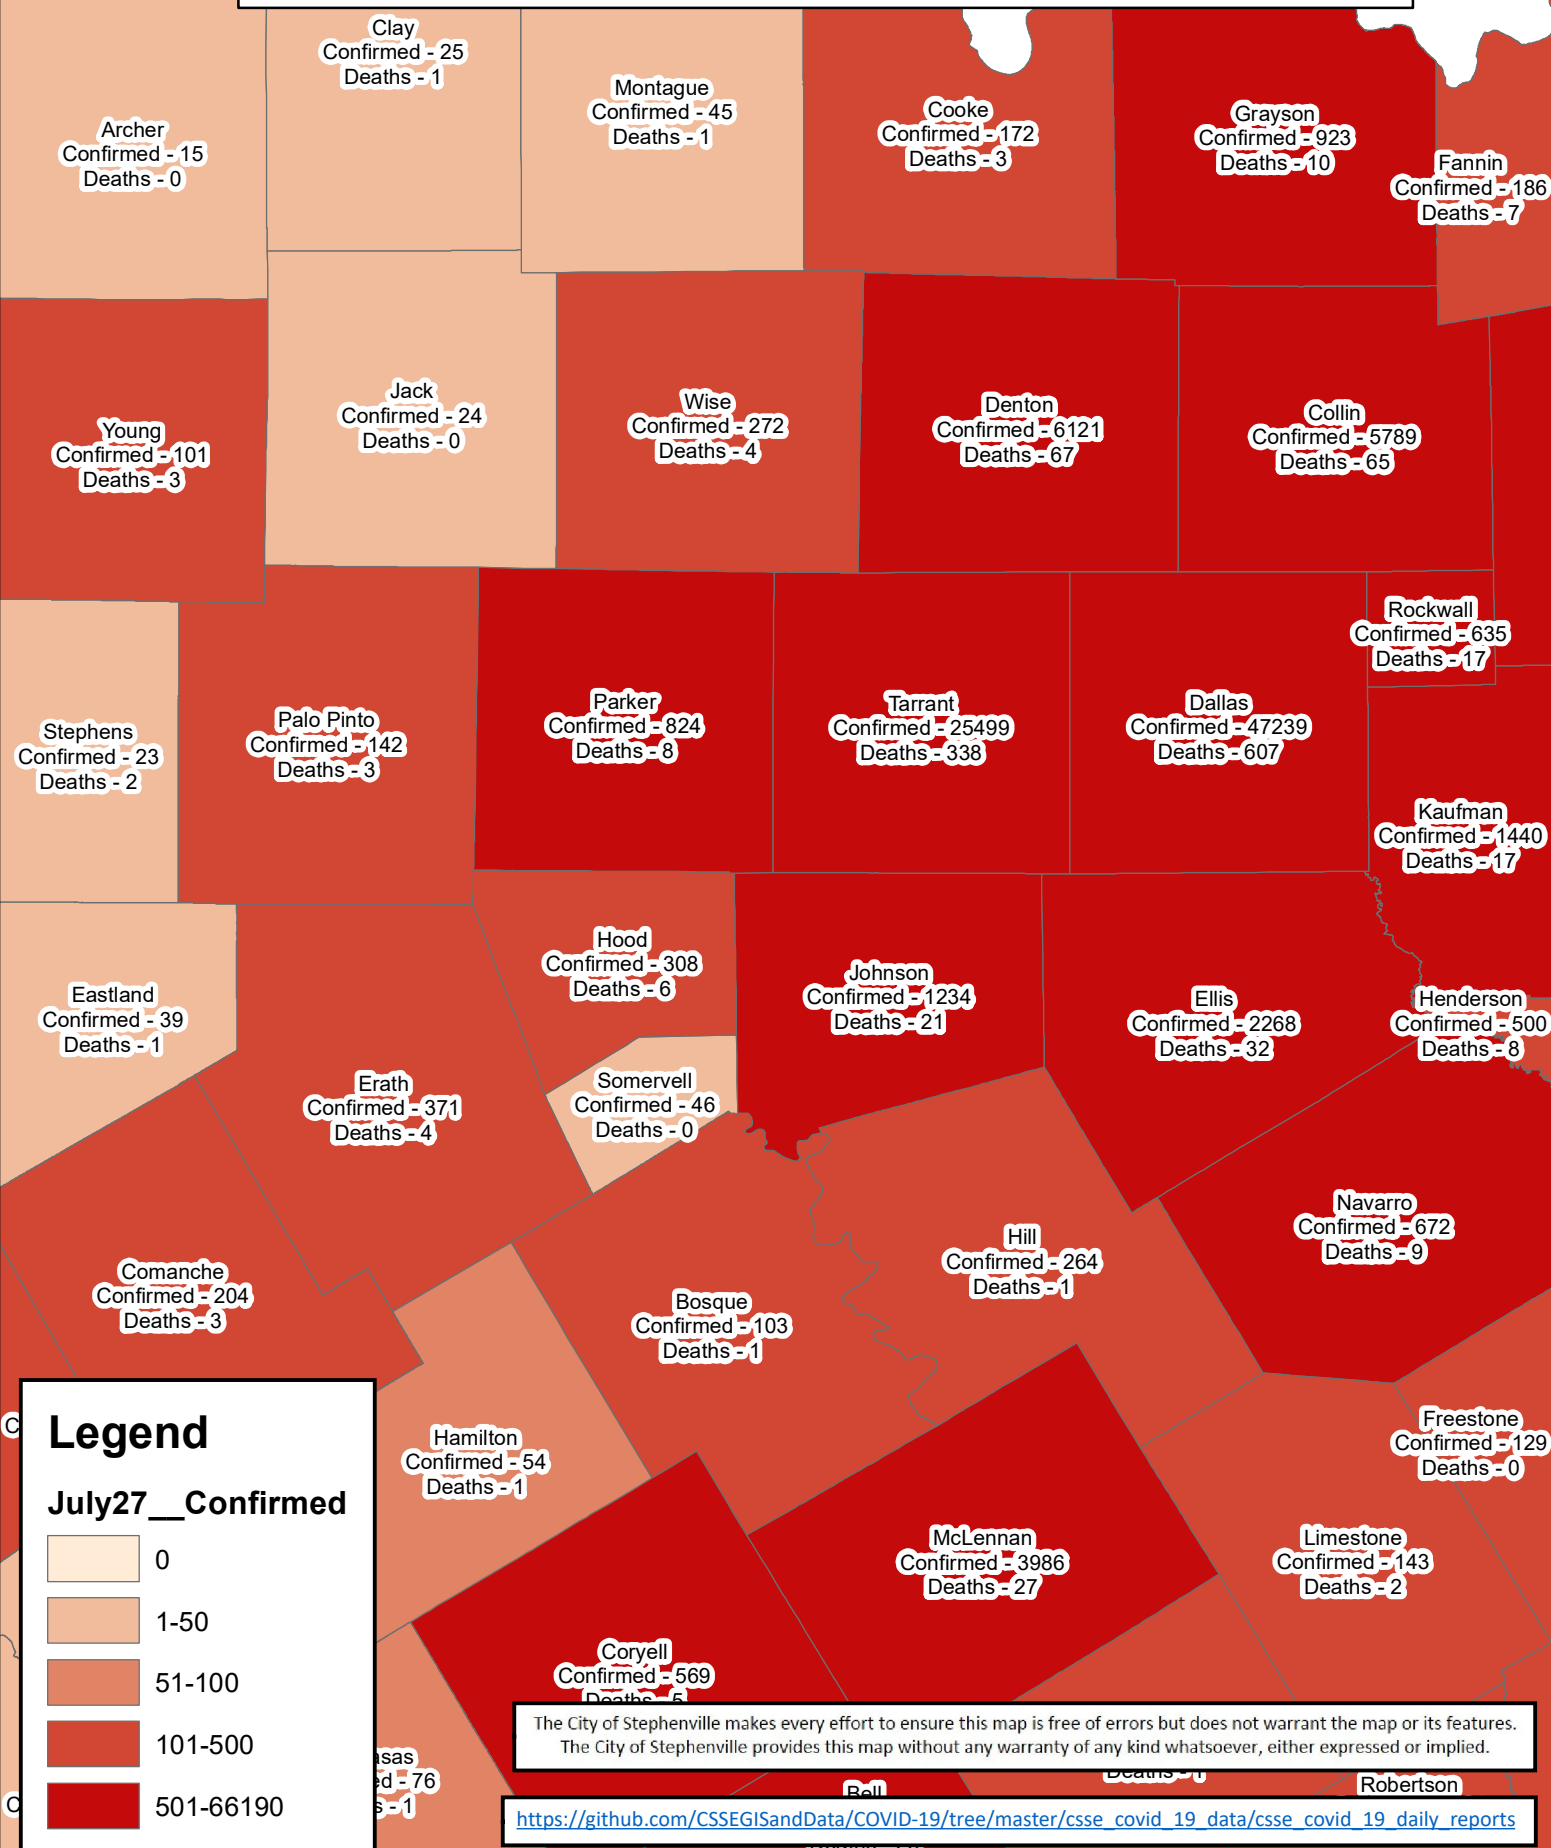 Clay
Confirmed - 25
Deaths - 1
Montague
Confirmed - 45
Deaths - 1
Cooke
Confirmed - 172
Deaths - 3
Grayson
Confirmed - 923
Deaths - 10
Archer
Confirmed - 15
Deaths - 0
Fannin
Confirmed - 186
Deaths - 7
Young
Confirmed - 101
Deaths - 3
Jack
Confirmed - 24
Deaths - 0
Wise
Confirmed - 272
Deaths - 4
Denton
Confirmed - 6121
Deaths - 67
Collin
Confirmed - 5789
Deaths - 65
Rockwall
Confirmed - 635
Deaths - 17
Stephens
Confirmed - 23
Deaths - 2
Palo Pinto
Confirmed - 142
Deaths - 3
Parker
Confirmed - 824
Deaths - 8
Tarrant
Confirmed - 25499
Deaths - 338
Dallas
Confirmed - 47239
Deaths - 607
Kaufman
Confirmed - 1440
Deaths - 17
Eastland
Confirmed - 39
Deaths - 1
Hood
Confirmed - 308
Deaths - 6
Johnson
Confirmed - 1234
Deaths - 21
Ellis
Confirmed - 2268
Deaths - 32
Henderson
Confirmed - 500
Deaths - 8
Erath
Confirmed - 371
Deaths - 4
Somervell
Confirmed - 46
Deaths - 0
Comanche
Confirmed - 204
Deaths - 3
Bosque
Confirmed - 103
Deaths - 1
Hill
Confirmed - 264
Deaths - 1
Navarro
Confirmed - 672
Deaths - 9
Hamilton
Confirmed - 54
Deaths - 1
Freestone
Confirmed - 129
Deaths - 0
McLennan
Confirmed - 3986
Deaths - 27
Limestone
Confirmed - 143
Deaths - 2
Coryell
Confirmed - 569
Deaths - 5
asas
ed - 76
s - 1
Bell
Deaths - 1
Robertson
C
C
Legend
July27__Confirmed
0
1-50
51-100
101-500
501-66190
The City of Stephenville makes every effort to ensure this map is free of errors but does not warrant the map or its features.
The City of Stephenville provides this map without any warranty of any kind whatsoever, either expressed or implied.
https://github.com/CSSEGISandData/COVID-19/tree/master/csse_covid_19_data/csse_covid_19_daily_reports